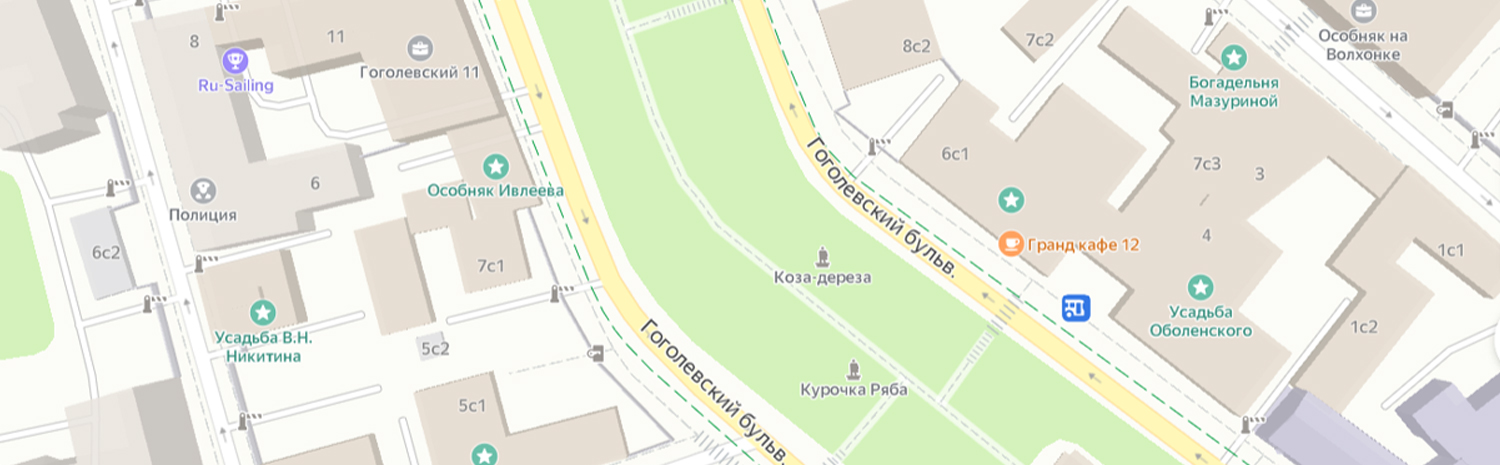 8
11
Гоголевский 11
Ru-Sailing
8с2
7с2
Особняк на
Волхонке
Богадельня
Мазуриной
6с1
7с3
3
6
Полиция
Особняк Ивлеева
Гоголевский бульв.
6с2
7с1
Коза-дереза
Гранд кафе 12
4
1с1
Усадьба
Оболенского
1с2
Усадьба В.Н.
Никитина
5с2
Гоголевский бульв.
Курочка Ряба
5с1